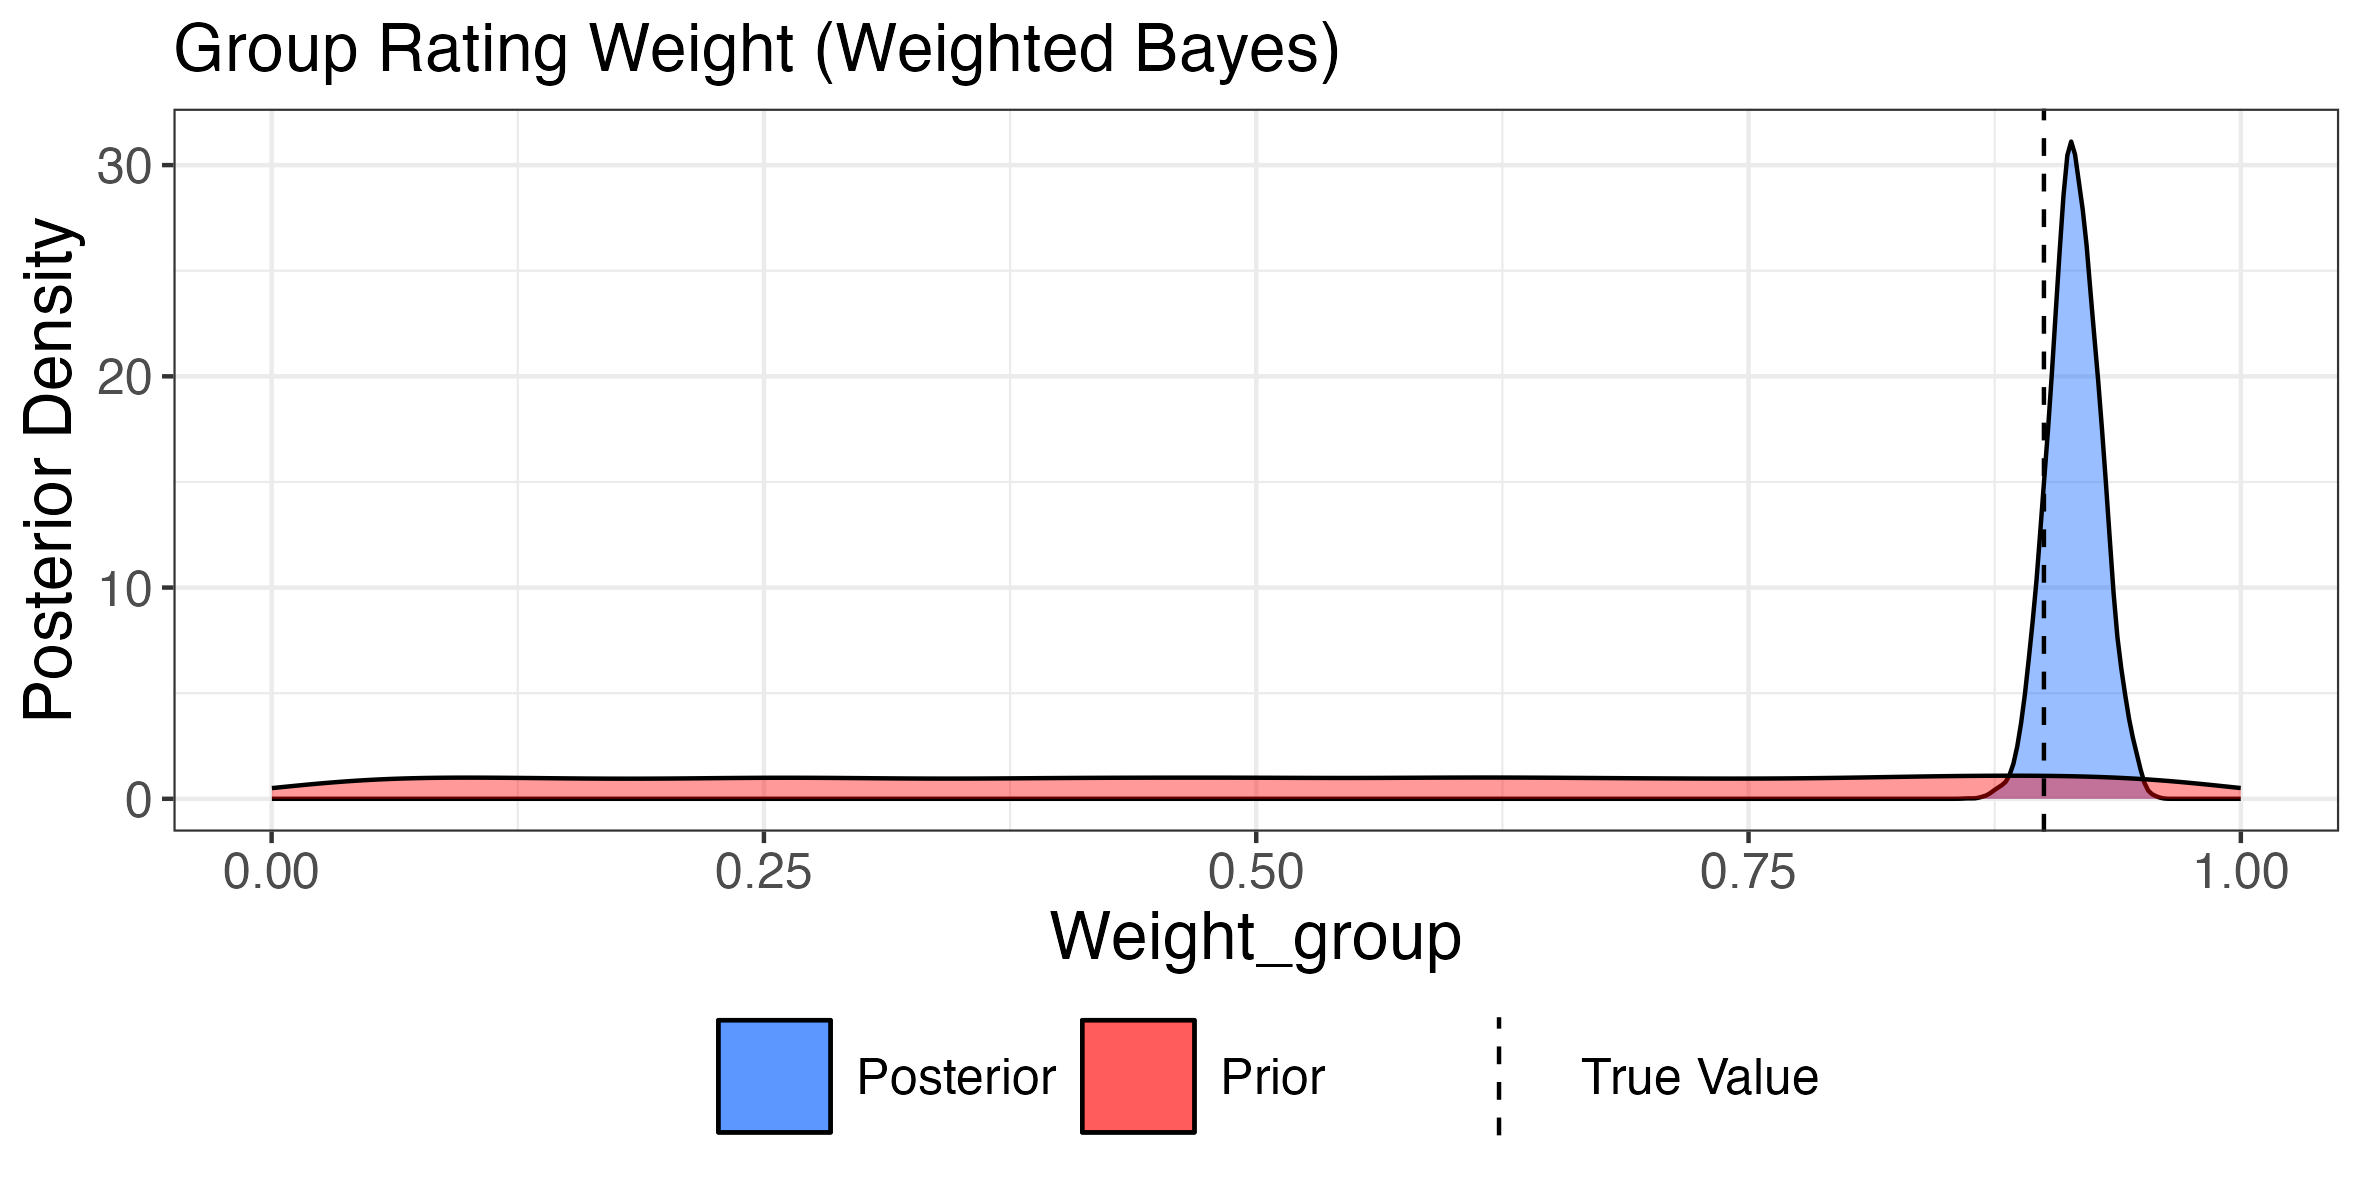 Group Rating Weight (Weighted Bayes)
Posterior Density
30
20
10
0
0.00 0.25 0.50 0.75 1.00
Weight_group
Posterior Prior True Value